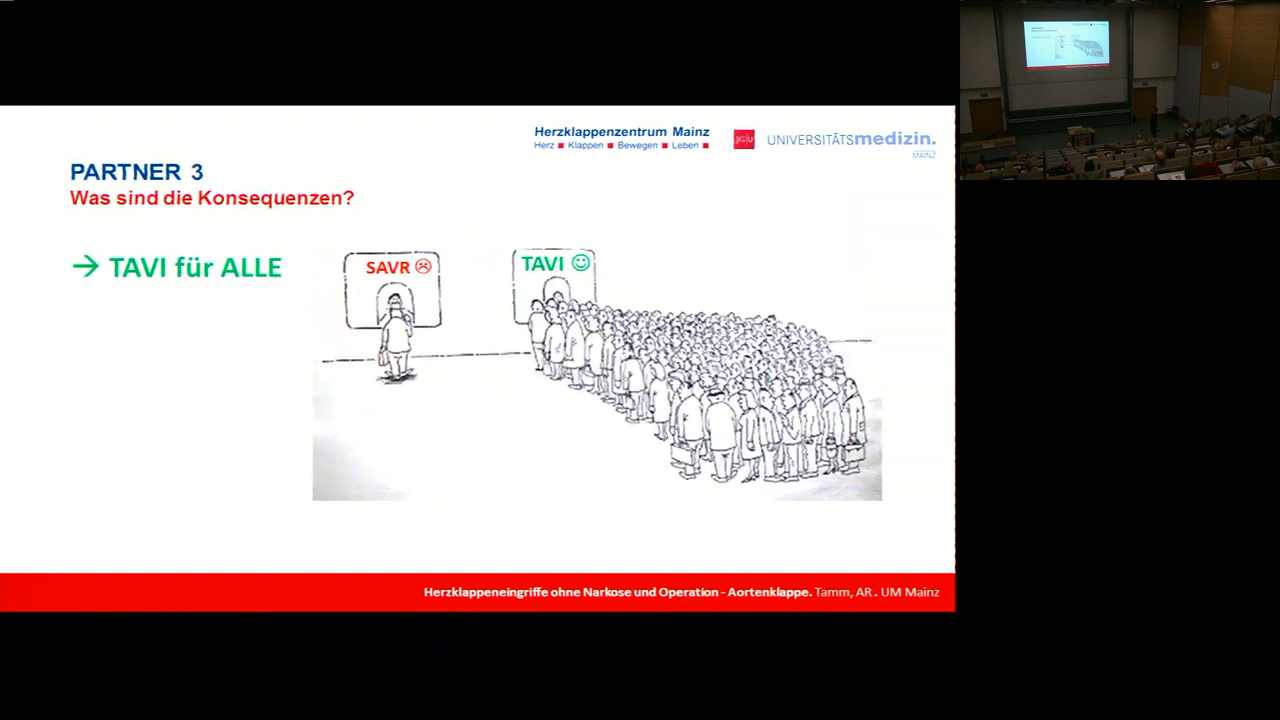 Herzklappenzentrum Mainz
Herz ■ Klappen ■ Bewegen ■ Leben ■
JG|U
UNIVERSITÄTSmedizin.
MAINZ
PARTNER 3
Was sind die Konsequenzen?
→ TAVI für ALLE
SAVR ☹
TAVI ☺
Herzklappeneingriffe ohne Narkose und Operation - Aortenklappe. Tamm, AR . UM Mainz